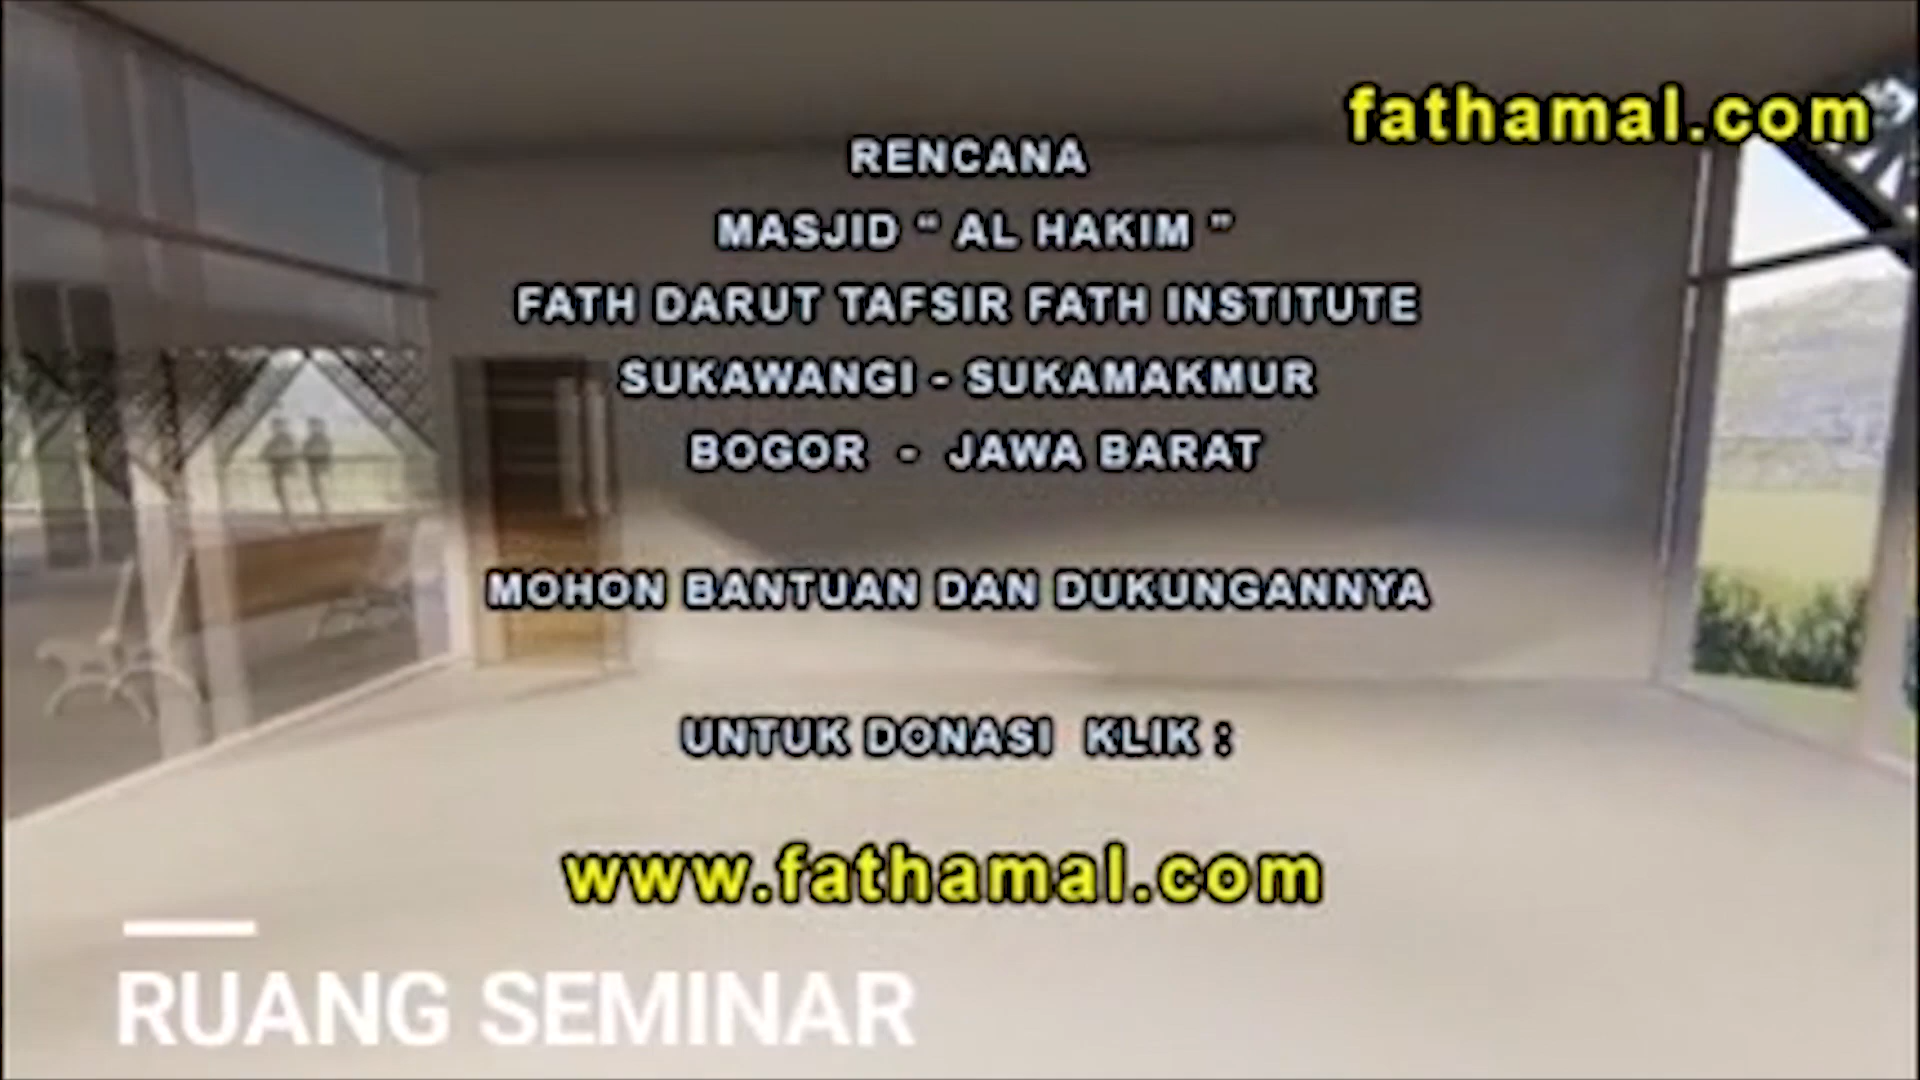 fathamal.com
RENCANA
MASJID “ AL HAKIM ”
FATH DARUT TAFSIR FATH INSTITUTE
SUKAWANGI - SUKAMAKMUR
BOGOR - JAWA BARAT
MOHON BANTUAN DAN DUKUNGANNYA
UNTUK DONASI KLIK :
www.fathamal.com
RUANG SEMINAR